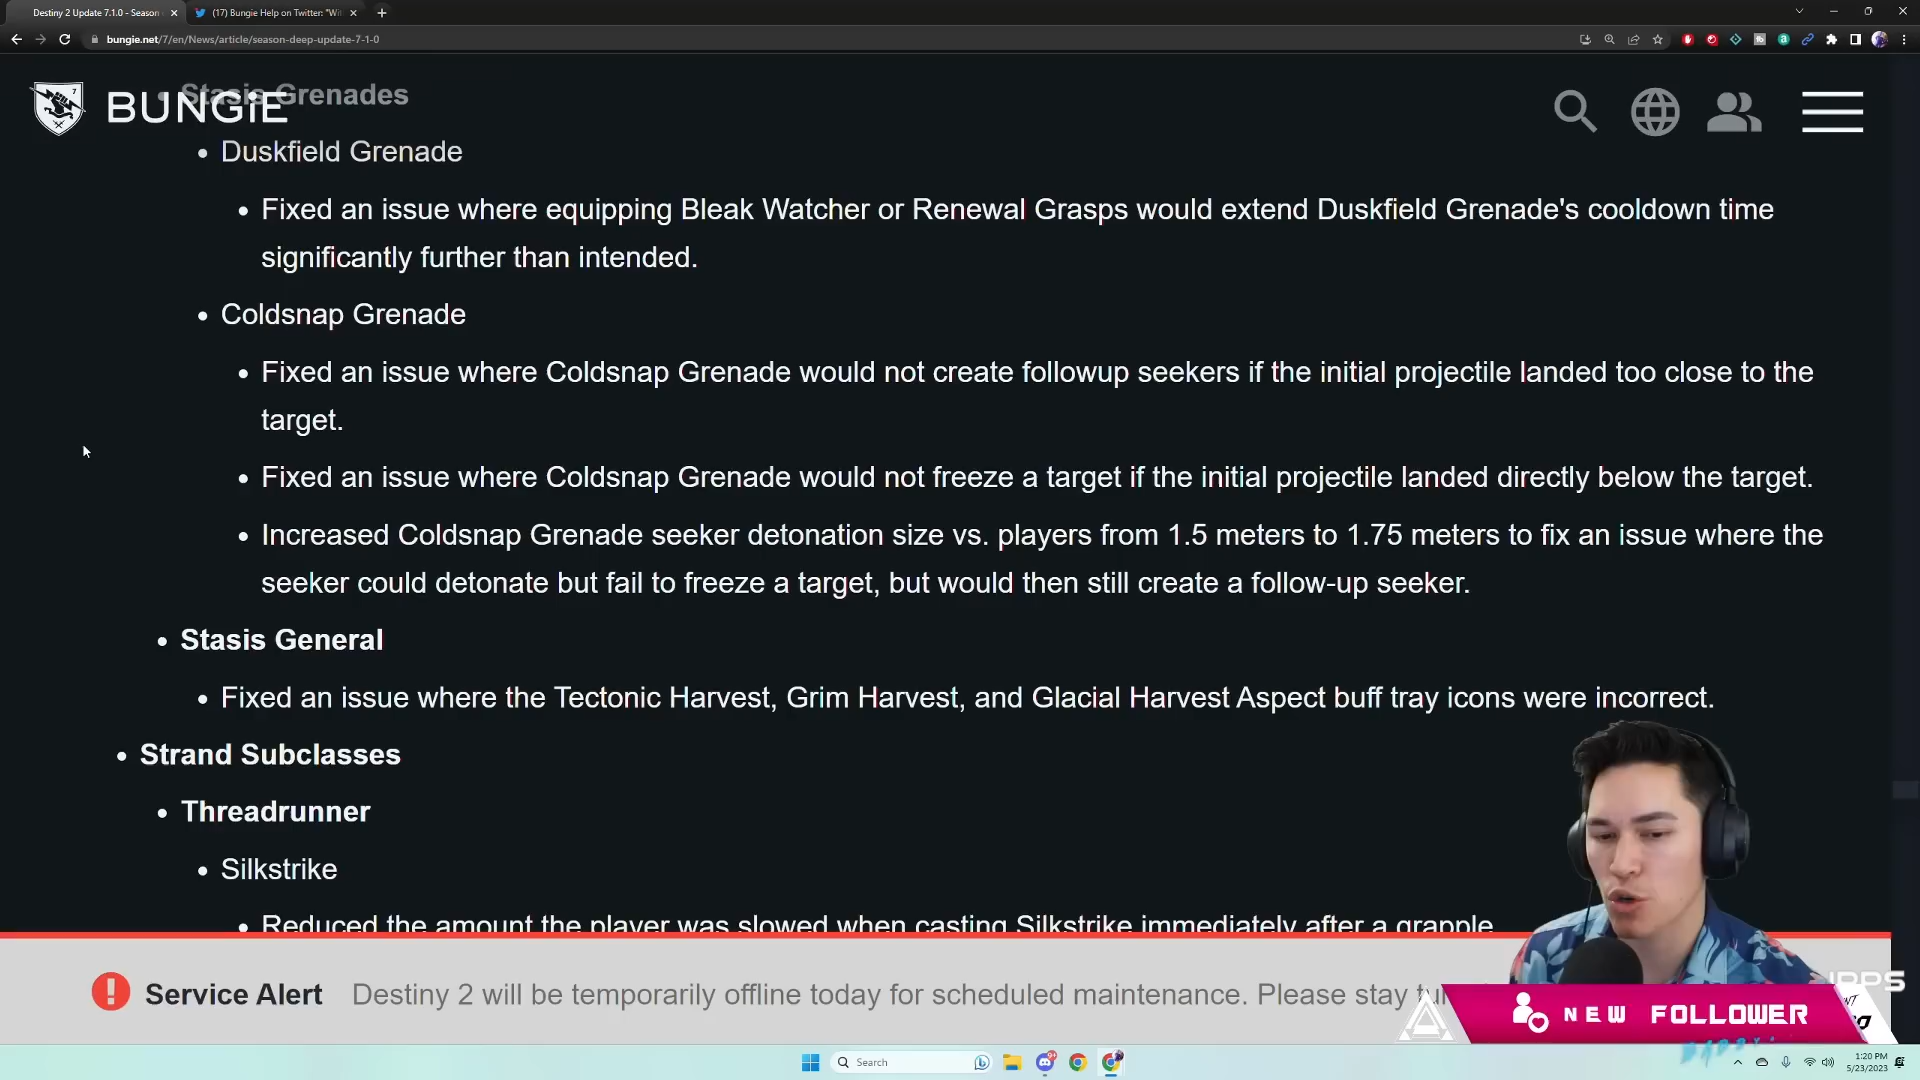 Destiny 2 Update 7.1.0 - Season
(17) Bungie Help on Twitter: "Wit
bungie.net/7/en/News/article/season-deep-update-7-1-0
Stasis Grenades
BUNGiE
Duskfield Grenade
Fixed an issue where equipping Bleak Watcher or Renewal Grasps would extend Duskfield Grenade's cooldown time
significantly further than intended.
Coldsnap Grenade
Fixed an issue where Coldsnap Grenade would not create followup seekers if the initial projectile landed too close to the
target.
Fixed an issue where Coldsnap Grenade would not freeze a target if the initial projectile landed directly below the target.
Increased Coldsnap Grenade seeker detonation size vs. players from 1.5 meters to 1.75 meters to fix an issue where the
seeker could detonate but fail to freeze a target, but would then still create a follow-up seeker.
Stasis General
Fixed an issue where the Tectonic Harvest, Grim Harvest, and Glacial Harvest Aspect buff tray icons were incorrect.
Strand Subclasses
Threadrunner
Silkstrike
Reduced the amount the player was slowed when casting Silkstrike immediately after a grapple
Service Alert Destiny 2 will be temporarily offline today for scheduled maintenance. Please stay
NEW FOLLOWER
Search
1:20 PM
5/23/2023